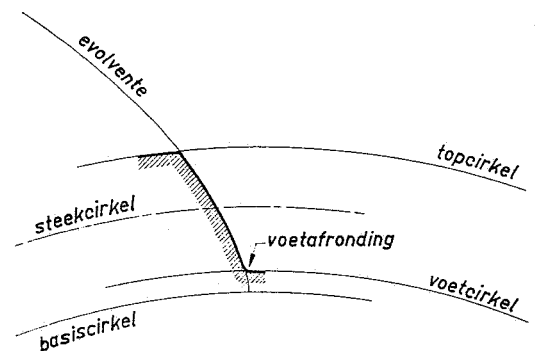 evolvente
topcirkel
steekcirkel
voetafronding
voetcirkel
basiscirkel